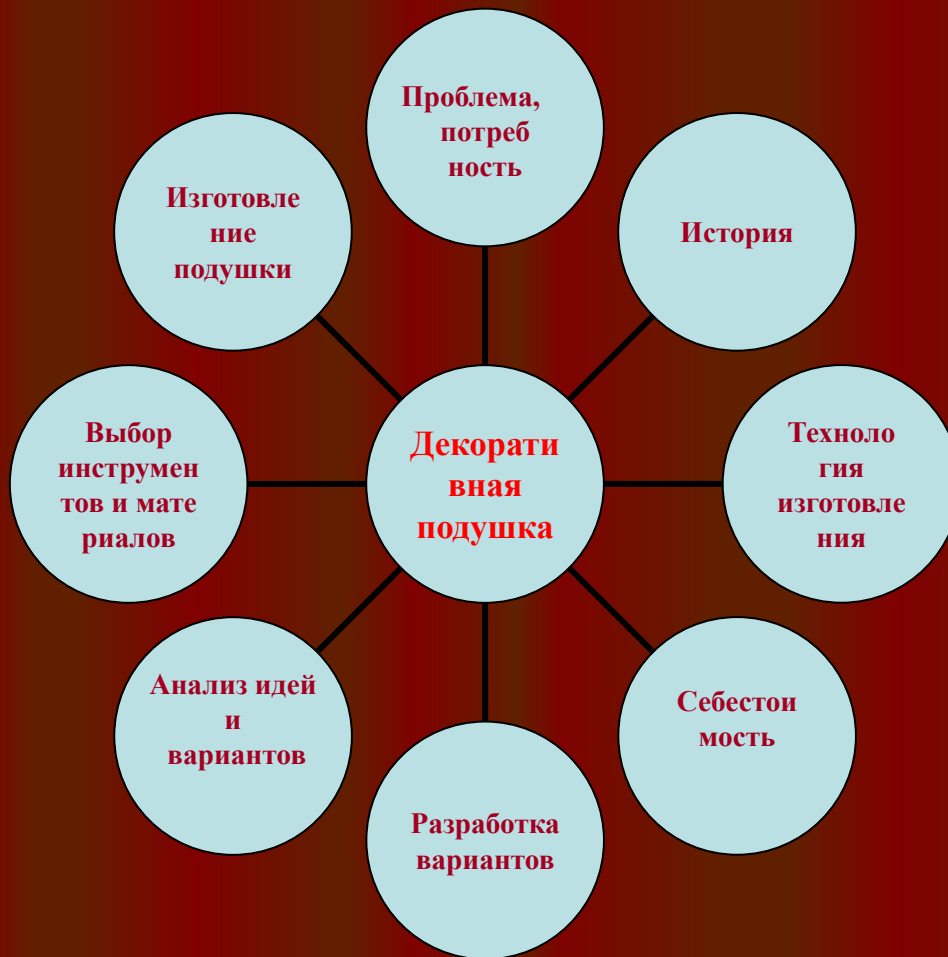 Проблема,
потреб
ность
История
Техноло
гия
изготовле
ния
Себестои
мость
Разработка
вариантов
Анализ идей
и
вариантов
Выбор
инструмен
тов и мате
риалов
Изготовле
ние
подушки
Декорати
вная
подушка